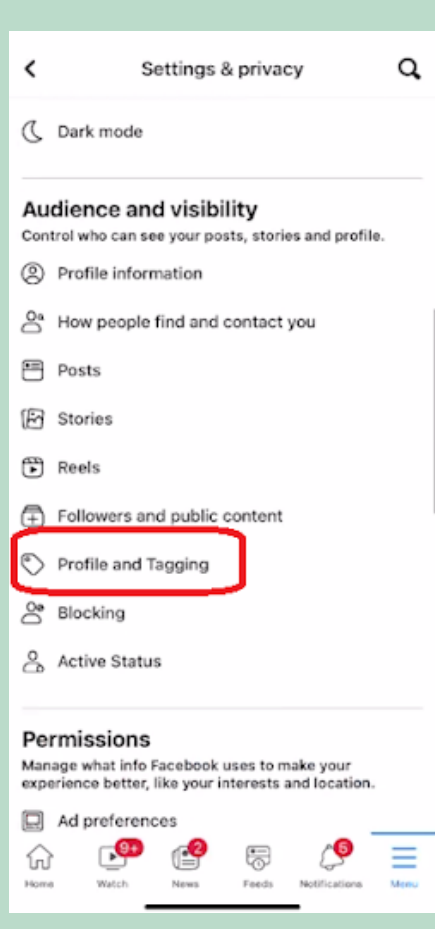 Settings & privacy
Dark mode
Audience and visibility
Control who can see your posts, stories and profile.
Profile information
How people find and contact you
Posts
Stories
Reels
Followers and public content
Profile and Tagging
Blocking
Active Status
Permissions
Manage what info Facebook uses to make your
experience better, like your interests and location.
Ad preferences
9+ 2 5
Home Watch News Feeds Notifications Menu